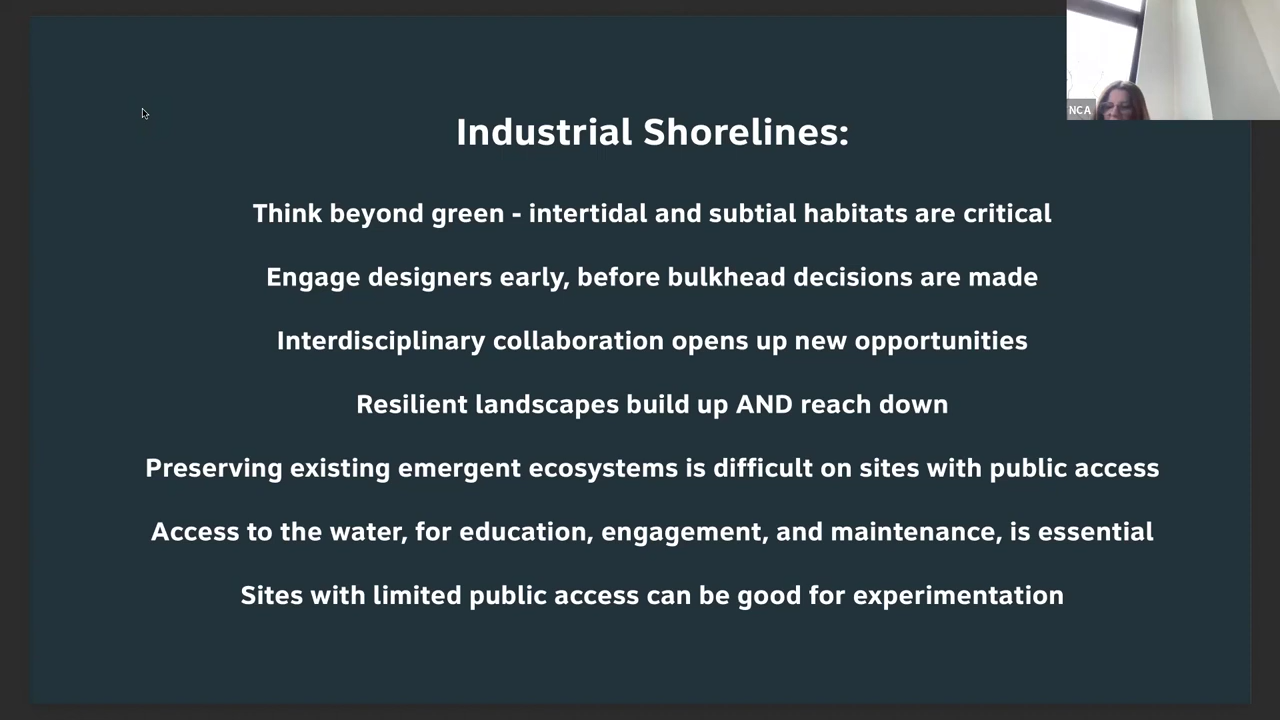 NCA
Industrial Shorelines:
Think beyond green - intertidal and subtial habitats are critical
Engage designers early, before bulkhead decisions are made
Interdisciplinary collaboration opens up new opportunities
Resilient landscapes build up AND reach down
Preserving existing emergent ecosystems is difficult on sites with public access
Access to the water, for education, engagement, and maintenance, is essential
Sites with limited public access can be good for experimentation